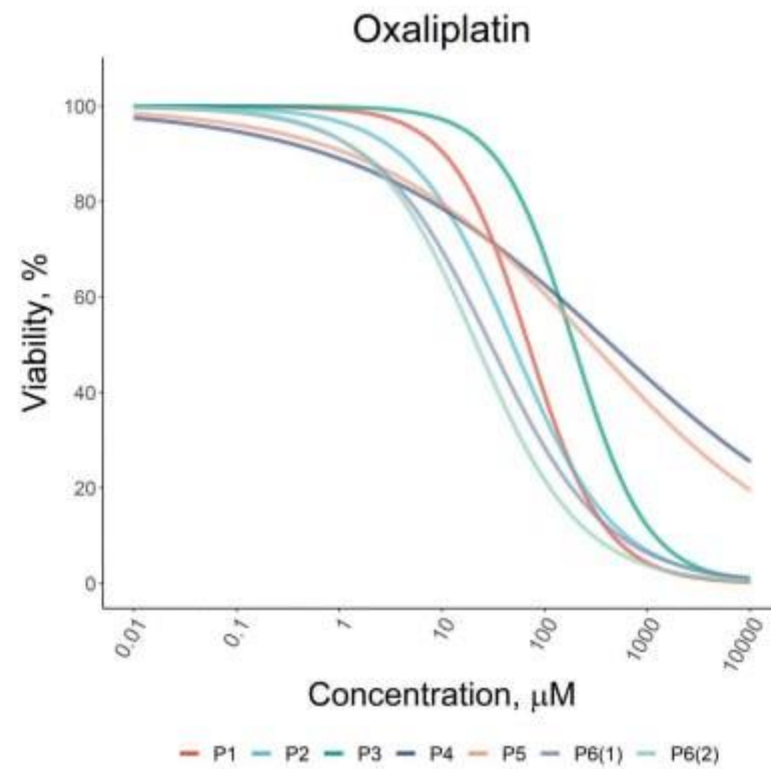 Oxaliplatin
Viability, %
100
80
60
40
20
0
0.01 0.1 1 10 100 1000 10000
Concentration, μM
P1 P2 P3 P4 P5 P6(1) P6(2)